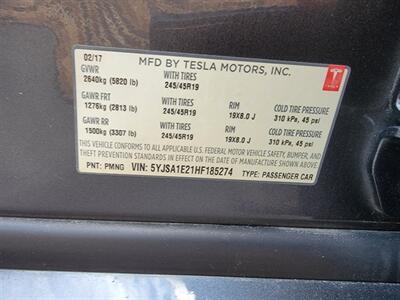 MFD BY TESLA MOTORS, INC.
02/17
GVWR
2640kg (5820 lb) WITH TIRES 245/45R19
TESLA
GAWR FRT
1276kg (2813 lb) WITH TIRES 245/45R19 RIM 19X8.0 J COLD TIRE PRESSURE 310 kPa, 45 psi
GAWR RR
1500kg (3307 lb) WITH TIRES 245/45R19 RIM 19X8.0 J COLD TIRE PRESSURE 310 kPa, 45 psi
THIS VEHICLE CONFORMS TO ALL APPLICABLE U.S. FEDERAL MOTOR VEHICLE SAFETY, BUMPER, AND
THEFT PREVENTION STANDARDS IN EFFECT ON THE DATE OF MANUFACTURE SHOWN ABOVE.
PNT: PMNG VIN: 5YJSA1E21HF185274 TYPE: PASSENGER CAR